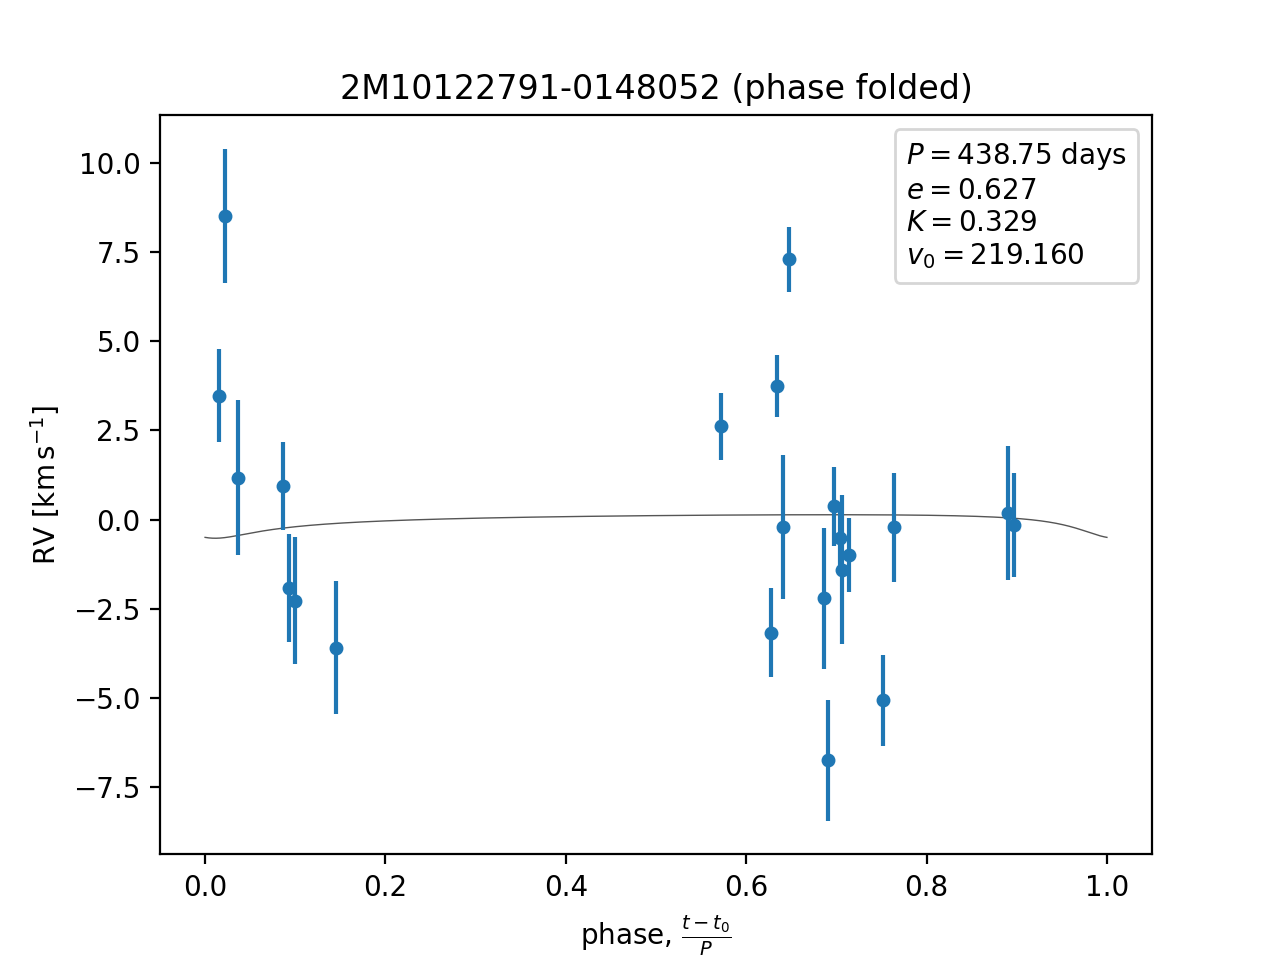 2M10122791-0148052 (phase folded)
P = 438.75 days
e = 0.627
K = 0.329
v₀ = 219.160
10.0
7.5
5.0
2.5
0.0
−2.5
−5.0
−7.5
RV [km s⁻¹]
0.0 0.2 0.4 0.6 0.8 1.0
phase, (t − t₀)/P